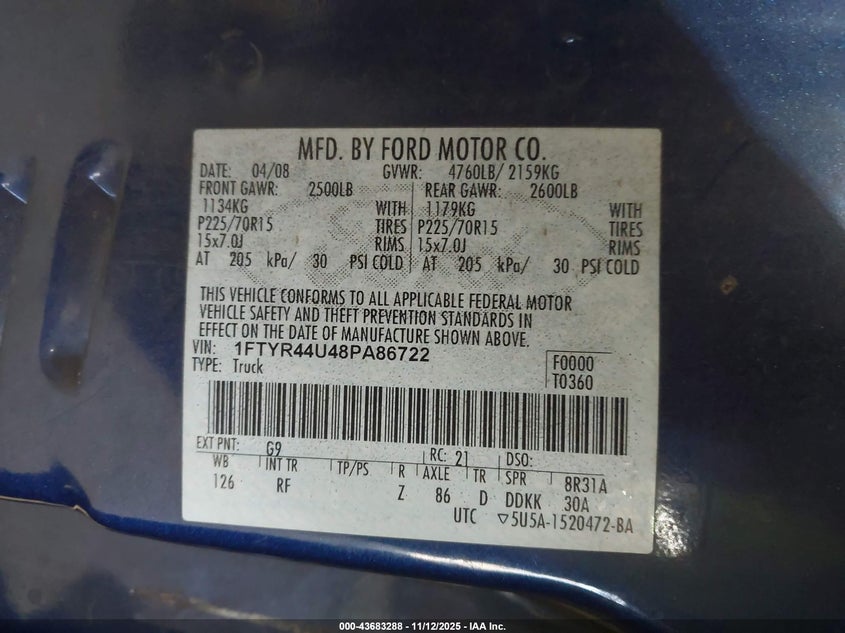 MFD. BY FORD MOTOR CO.
DATE: 04/08 GVWR: 4760LB/ 2159KG
FRONT GAWR: 2500LB REAR GAWR: 2600LB
1134KG WITH 1179KG WITH
P225/70R15 TIRES P225/70R15 TIRES
15x7.0J RIMS 15x7.0J RIMS
AT 205 kPa/ 30 PSI COLD AT 205 kPa/ 30 PSI COLD
THIS VEHICLE CONFORMS TO ALL APPLICABLE FEDERAL MOTOR
VEHICLE SAFETY AND THEFT PREVENTION STANDARDS IN
EFFECT ON THE DATE OF MANUFACTURE SHOWN ABOVE.
VIN: 1FTYR44U48PA86722 F0000
TYPE: Truck T0360
EXT PNT: G9 RC: 21 DSO:
WB INT TR TP/PS R AXLE TR SPR 8R31A
126 RF Z 86 D DDKK 30A
UTC ▽5U5A-1520472-BA
000-43683288 - 11/12/2025 - IAA Inc.